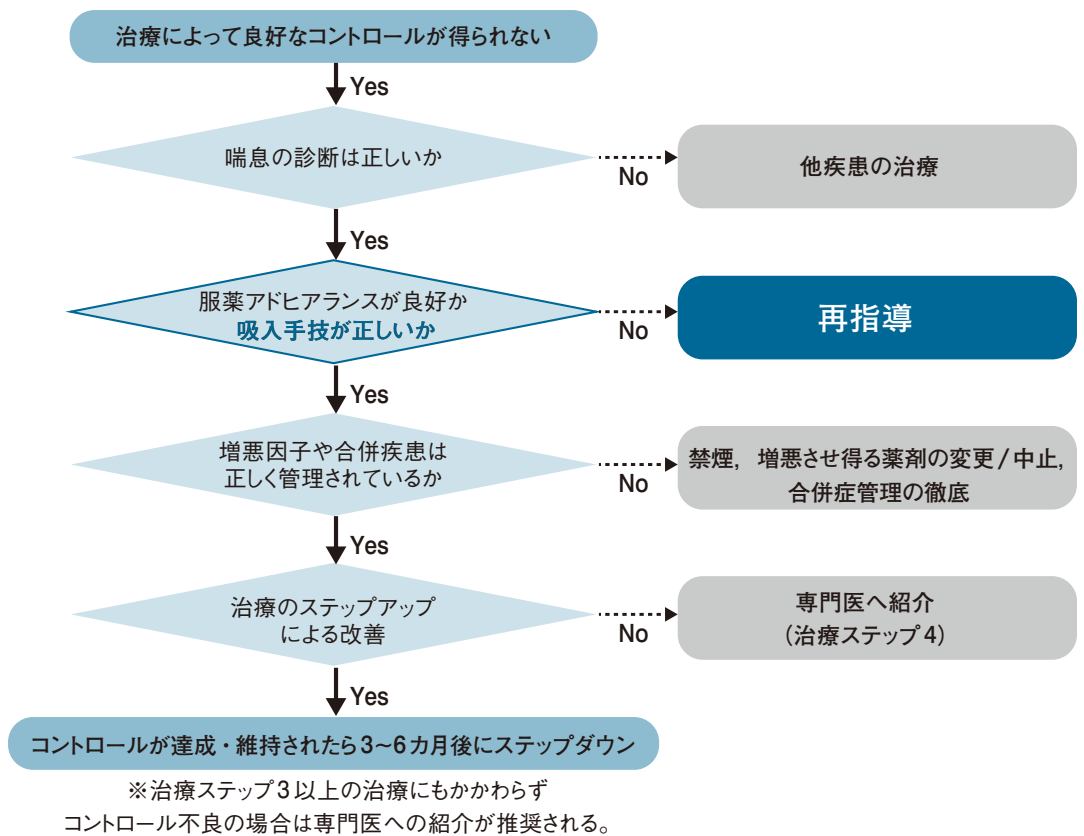 治療によって良好なコントロールが得られない
Yes
喘息の診断は正しいか
No
他疾患の治療
Yes
服薬アドヒアランスが良好か
吸入手技が正しいか
No
再指導
Yes
増悪因子や合併疾患は
正しく管理されているか
No
禁煙, 増悪させ得る薬剤の変更/中止,
合併症管理の徹底
Yes
治療のステップアップ
による改善
No
専門医へ紹介
(治療ステップ4)
Yes
コントロールが達成・維持されたら3~6カ月後にステップダウン
※治療ステップ3以上の治療にもかかわらず
コントロール不良の場合は専門医への紹介が推奨される。